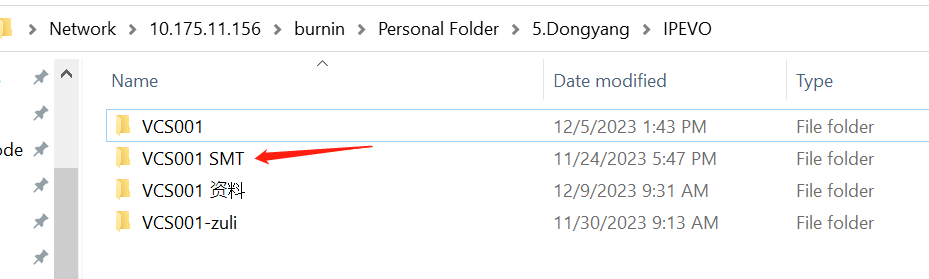 Network > 10.175.11.156 > burnin > Personal Folder > 5.Dongyang > IPEVO
Name Date modified Type
VCS001 12/5/2023 1:43 PM File folder
ode VCS001 SMT 11/24/2023 5:47 PM File folder
VCS001 资料 12/9/2023 9:31 AM File folder
VCS001-zuli 11/30/2023 9:13 AM File folder